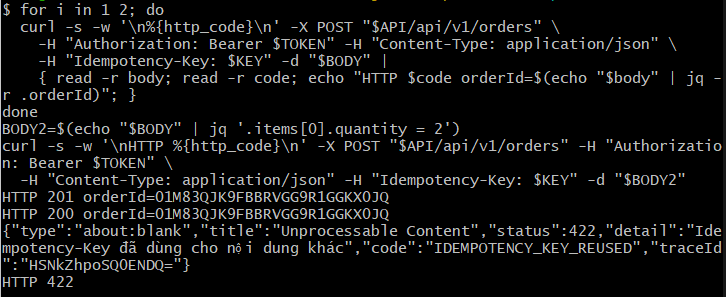 $ for i in 1 2; do
  curl -s -w '\n%{http_code}\n' -X POST "$API/api/v1/orders" \
    -H "Authorization: Bearer $TOKEN" -H "Content-Type: application/json" \
    -H "Idempotency-Key: $KEY" -d "$BODY" |
    { read -r body; read -r code; echo "HTTP $code orderId=$(echo "$body" | jq -
r .orderId)"; }
done
BODY2=$(echo "$BODY" | jq '.items[0].quantity = 2')
curl -s -w '\nHTTP %{http_code}\n' -X POST "$API/api/v1/orders" -H "Authorizatio
n: Bearer $TOKEN" \
  -H "Content-Type: application/json" -H "Idempotency-Key: $KEY" -d "$BODY2"
HTTP 201 orderId=01M83QJK9FBBRVGG9R1GGKX0JQ
HTTP 200 orderId=01M83QJK9FBBRVGG9R1GGKX0JQ
{"type":"about:blank","title":"Unprocessable Content","status":422,"detail":"Ide
mpotency-Key đã dùng cho nội dung khác","code":"IDEMPOTENCY_KEY_REUSED","traceId
":"HSNkZhpoSQ0ENDQ="}
HTTP 422